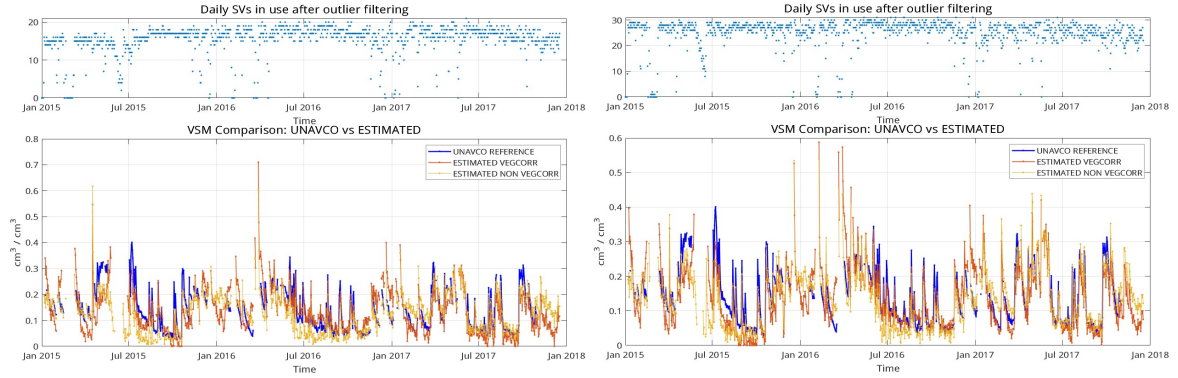 Daily SVs in use after outlier filtering
20
10
0
Jan 2015 Jul 2015 Jan 2016 Jul 2016 Jan 2017 Jul 2017 Jan 2018
Time
VSM Comparison: UNAVCO vs ESTIMATED
0.8
0.7
0.6
0.5
0.4
0.3
0.2
0.1
0
cm³ / cm³
UNAVCO REFERENCE
ESTIMATED VEGCORR
ESTIMATED NON VEGCORR
Jan 2015 Jul 2015 Jan 2016 Jul 2016 Jan 2017 Jul 2017 Jan 2018
Time
Daily SVs in use after outlier filtering
30
20
10
0
Jan 2015 Jul 2015 Jan 2016 Jul 2016 Jan 2017 Jul 2017 Jan 2018
Time
VSM Comparison: UNAVCO vs ESTIMATED
0.6
0.5
0.4
0.3
0.2
0.1
0
cm³ / cm³
UNAVCO REFERENCE
ESTIMATED VEGCORR
ESTIMATED NON VEGCORR
Jan 2015 Jul 2015 Jan 2016 Jul 2016 Jan 2017 Jul 2017 Jan 2018
Time